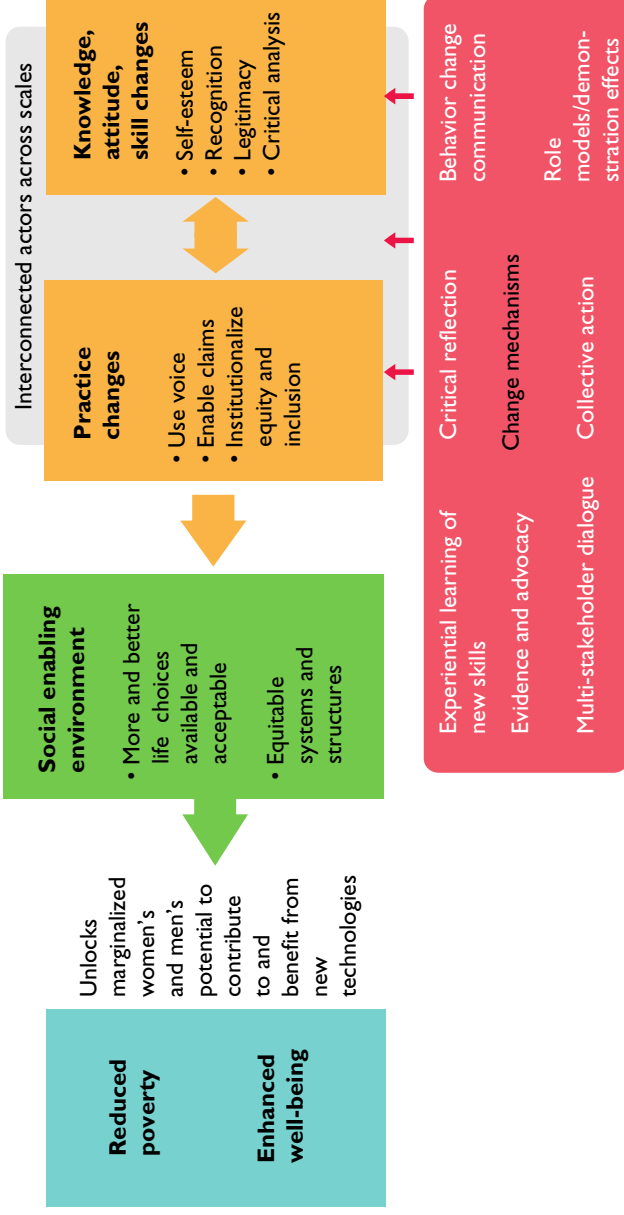 Reduced
poverty
Enhanced
well-being
Unlocks
marginalized
women's
and men's
potential to
contribute
to and
benefit from
new
technologies
Social enabling
environment
• More and better
life choices
available and
acceptable
• Equitable
systems and
structures
Interconnected actors across scales
Practice
changes
• Use voice
• Enable claims
• Institutionalize
equity and
inclusion
Knowledge,
attitude,
skill changes
• Self-esteem
• Recognition
• Legitimacy
• Critical analysis
Experiential learning of
new skills
Critical reflection
Behavior change
communication
Evidence and advocacy
Change mechanisms
Multi-stakeholder dialogue
Collective action
Role
models/demon-
stration effects